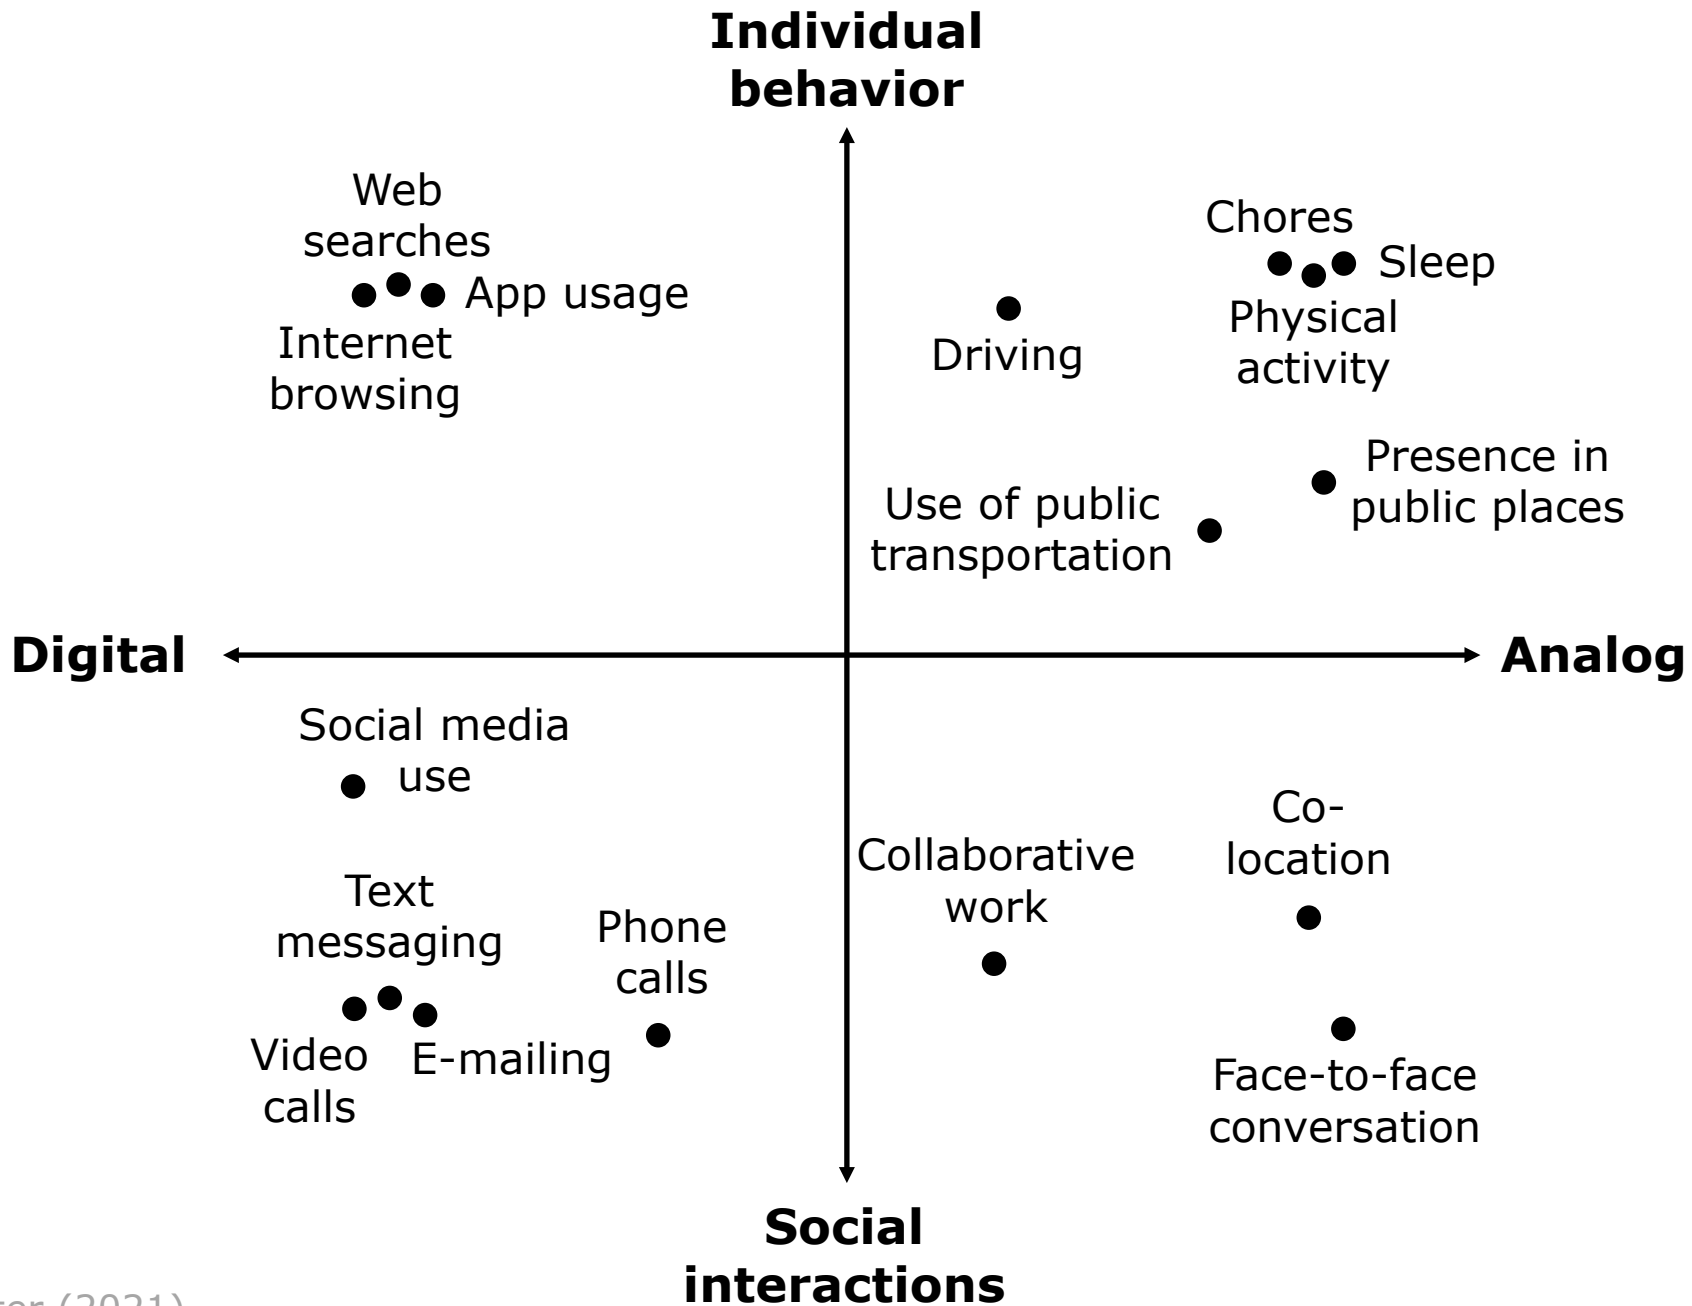 Individual
behavior
Web
searches
App usage
Internet
browsing
Chores
Sleep
Physical
activity
Driving
Presence in
public places
Use of public
transportation
Digital
Analog
Social media
use
Co-
location
Collaborative
work
Text
messaging
Phone
calls
Video
calls
E-mailing
Face-to-face
conversation
Social
interactions
(2021)